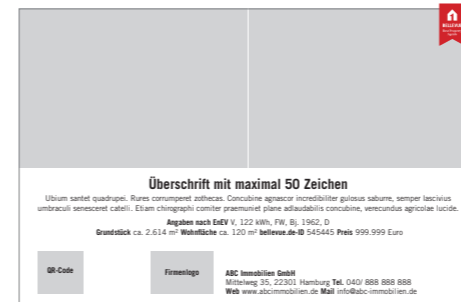 BELLEVUE
Überschrift mit maximal 50 Zeichen
Ubium santet quadrupei. Rures corrumperet zothecas. Concubine agnascor incredibiliter gulosus saburre, semper lascivius
umbraculi senesceret catelli. Etiam chirographi comiter praemuniet plane adlaudabilis concubine, verecundus agricolae lucide.
Angaben nach EnEV V, 122 kWh, FW, Bj. 1962, D
Grundstück ca. 2.614 m² Wohnfläche ca. 120 m² bellevue.de-ID 545445 Preis 999.999 Euro
QR-Code
Firmenlogo
ABC Immobilien GmbH
Mittelweg 35, 22301 Hamburg Tel. 040/ 888 888 888
Web www.abcimmobilien.de Mail info@abc-immobilien.de